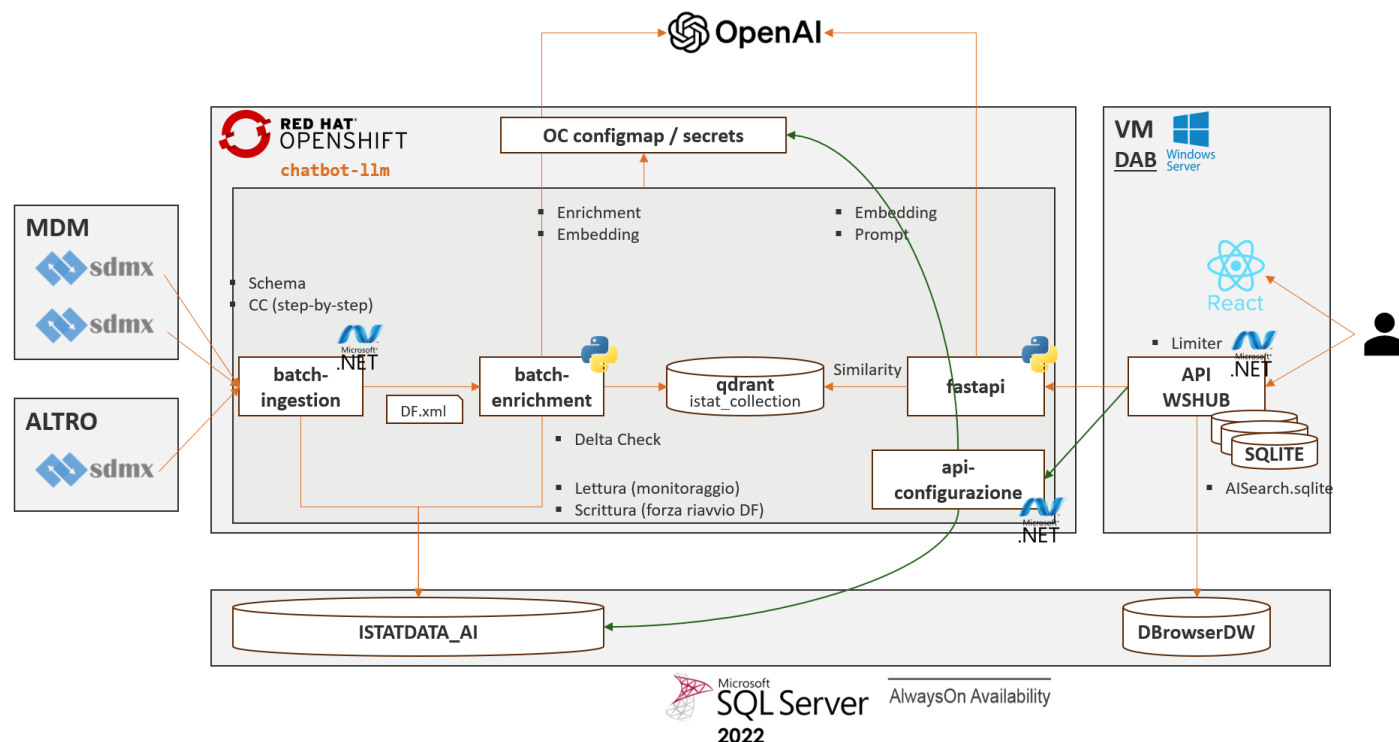 OpenAI
RED HAT®
OPENSHIFT
chatbot-llm
OC configmap / secrets
VM
DAB
Windows
Server
MDM
sdmx
sdmx
ALTRO
sdmx
▪ Enrichment
▪ Embedding
▪ Embedding
▪ Prompt
▪ Schema
▪ CC (step-by-step)
React
Microsoft®
.NET
batch-
ingestion
DF.xml
batch-
enrichment
qdrant
istat_collection
Similarity
fastapi
▪ Limiter
Microsoft®
.NET
API
WSHUB
SQLITE
▪ AISearch.sqlite
▪ Delta Check
▪ Lettura (monitoraggio)
▪ Scrittura (forza riavvio DF)
api-
configurazione
Microsoft®
.NET
ISTATDATA_AI
DBrowserDW
Microsoft
SQL Server
2022
AlwaysOn Availability